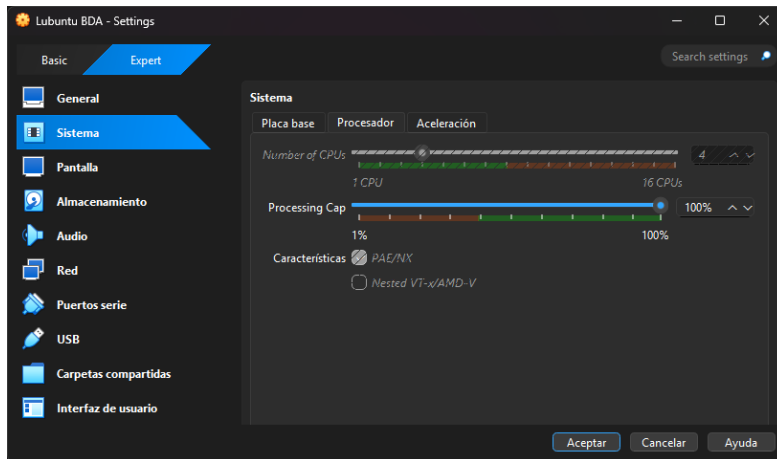 Lubuntu BDA - Settings
Basic
Expert
Search settings
General
Sistema
Pantalla
Almacenamiento
Audio
Red
Puertos serie
USB
Carpetas compartidas
Interfaz de usuario
Sistema
Placa base
Procesador
Aceleración
Number of CPUs
4
1 CPU
16 CPUs
Processing Cap
100%
1%
100%
Características
PAE/NX
Nested VT-x/AMD-V
Aceptar
Cancelar
Ayuda